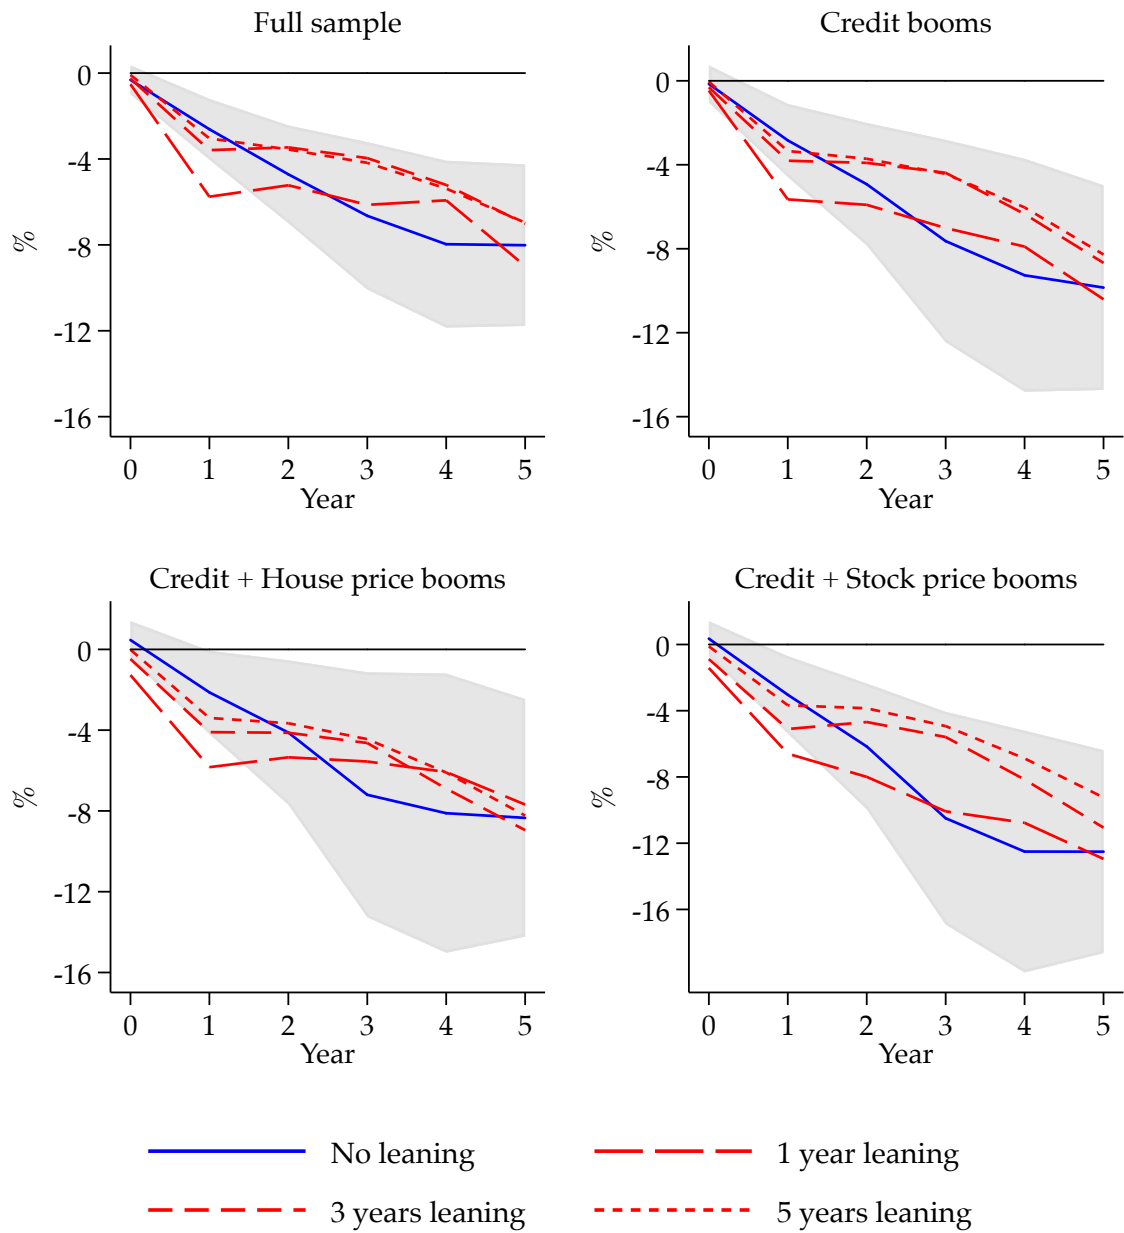 Full sample
Credit booms
0
-4
-8
-12
-16
%
0 1 2 3 4 5
Year
0
-4
-8
-12
-16
%
0 1 2 3 4 5
Year
Credit + House price booms
Credit + Stock price booms
0
-4
-8
-12
-16
%
0 1 2 3 4 5
Year
0
-4
-8
-12
-16
%
0 1 2 3 4 5
Year
No leaning
1 year leaning
3 years leaning
5 years leaning